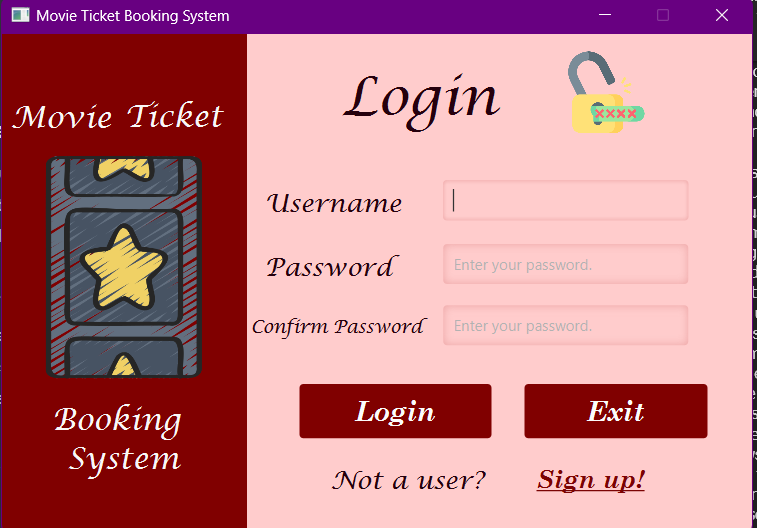 Movie Ticket Booking System
Movie Ticket
Booking
System
Login
Username
Password
Enter your password.
Confirm Password
Enter your password.
Login
Exit
Not a user?
Sign up!